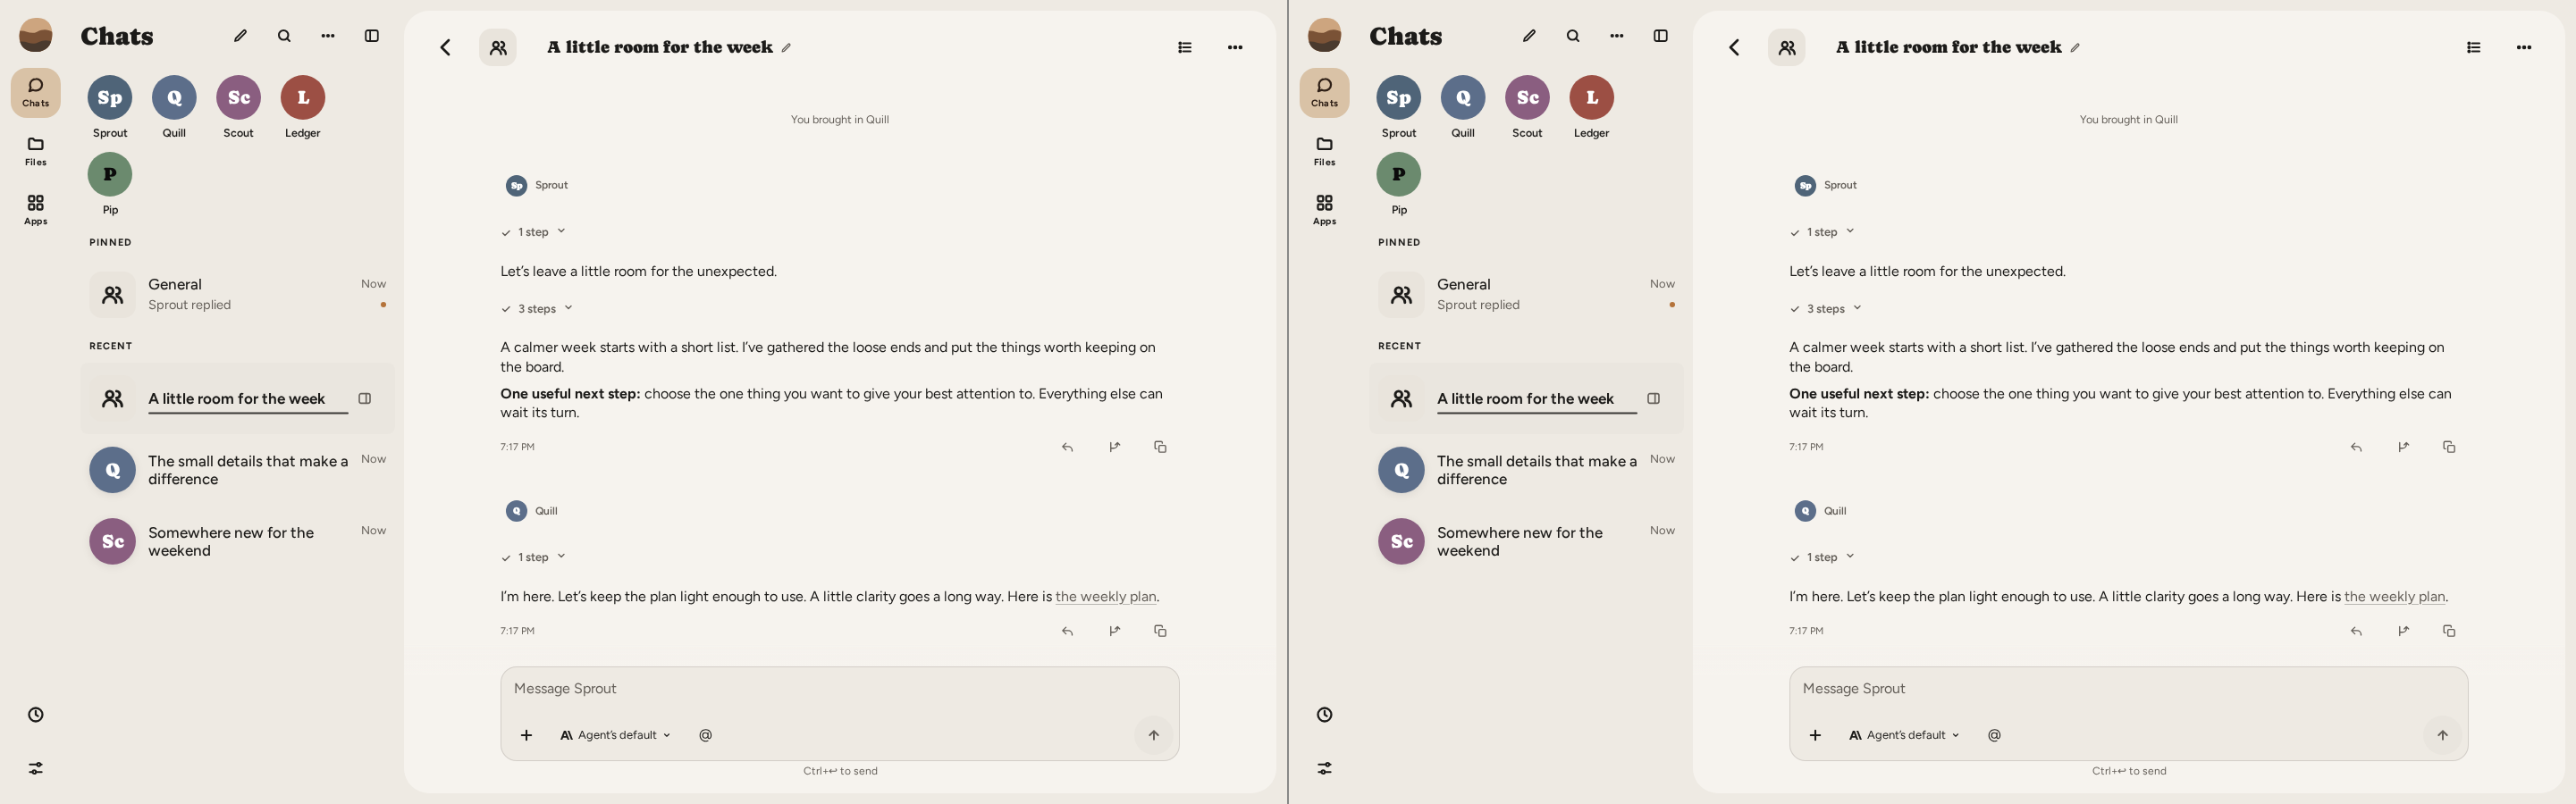 Chats
A little room for the week
Chats
Files
Apps
Sp
Q
Sc
L
Sprout
Quill
Scout
Ledger
P
Pip
PINNED
General
Now
Sprout replied
RECENT
A little room for the week
Q
The small details that make a
difference
Now
Sc
Somewhere new for the
weekend
Now
You brought in Quill
Sp
Sprout
1 step
Let's leave a little room for the unexpected.
3 steps
A calmer week starts with a short list. I've gathered the loose ends and put the things worth keeping on
the board.
One useful next step: choose the one thing you want to give your best attention to. Everything else can
wait its turn.
7:17 PM
Q
Quill
1 step
I'm here. Let's keep the plan light enough to use. A little clarity goes a long way. Here is the weekly plan.
7:17 PM
Message Sprout
Agent's default
@
Ctrl+↩ to send
Chats
A little room for the week
Chats
Files
Apps
Sp
Q
Sc
L
Sprout
Quill
Scout
Ledger
P
Pip
PINNED
General
Now
Sprout replied
RECENT
A little room for the week
Q
The small details that make a
difference
Now
Sc
Somewhere new for the
weekend
Now
You brought in Quill
Sp
Sprout
1 step
Let's leave a little room for the unexpected.
3 steps
A calmer week starts with a short list. I've gathered the loose ends and put the things worth keeping on
the board.
One useful next step: choose the one thing you want to give your best attention to. Everything else can
wait its turn.
7:17 PM
Q
Quill
1 step
I'm here. Let's keep the plan light enough to use. A little clarity goes a long way. Here is the weekly plan.
7:17 PM
Message Sprout
Agent's default
@
Ctrl+↩ to send